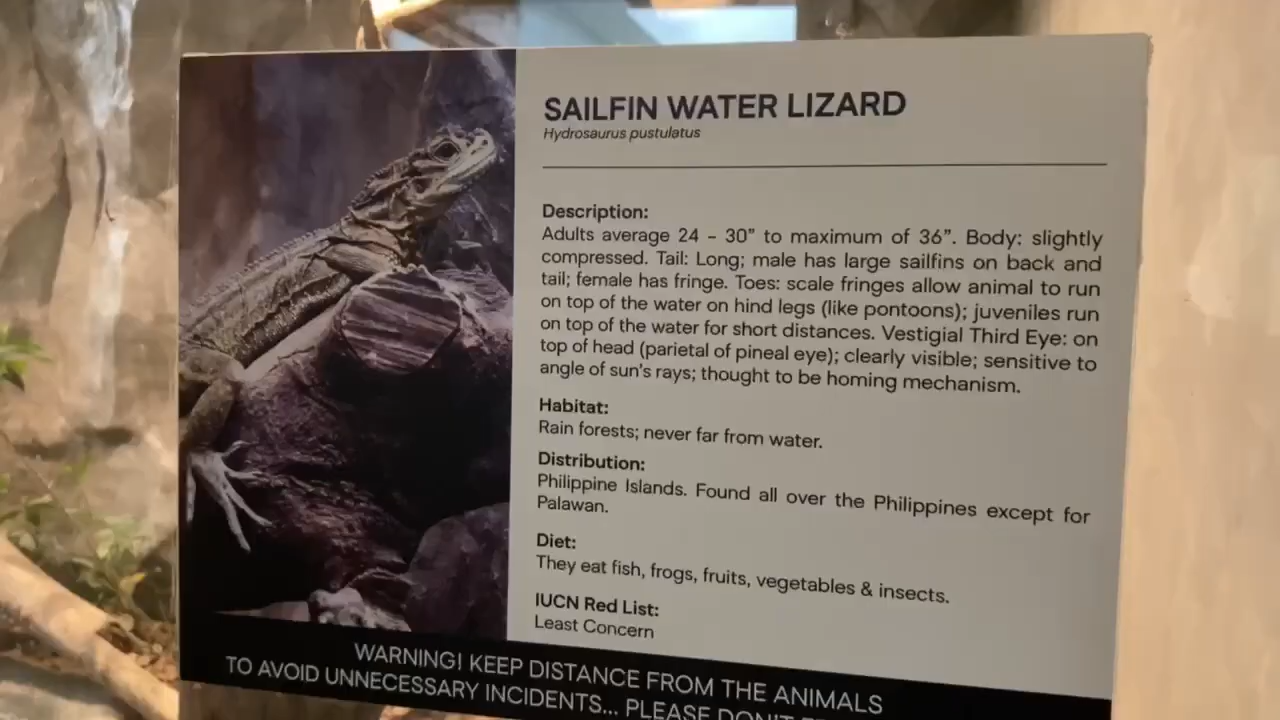 SAILFIN WATER LIZARD
Hydrosaurus pustulatus
Description:
Adults average 24 - 30” to maximum of 36”. Body: slightly
compressed. Tail: Long; male has large sailfins on back and
tail; female has fringe. Toes: scale fringes allow animal to run
on top of the water on hind legs (like pontoons); juveniles run
on top of the water for short distances. Vestigial Third Eye: on
top of head (parietal of pineal eye); clearly visible; sensitive to
angle of sun's rays; thought to be homing mechanism.
Habitat:
Rain forests; never far from water.
Distribution:
Philippine Islands. Found all over the Philippines except for
Palawan.
Diet:
They eat fish, frogs, fruits, vegetables & insects.
IUCN Red List:
Least Concern
WARNING! KEEP DISTANCE FROM THE ANIMALS
TO AVOID UNNECESSARY INCIDENTS... PLEASE DON'T